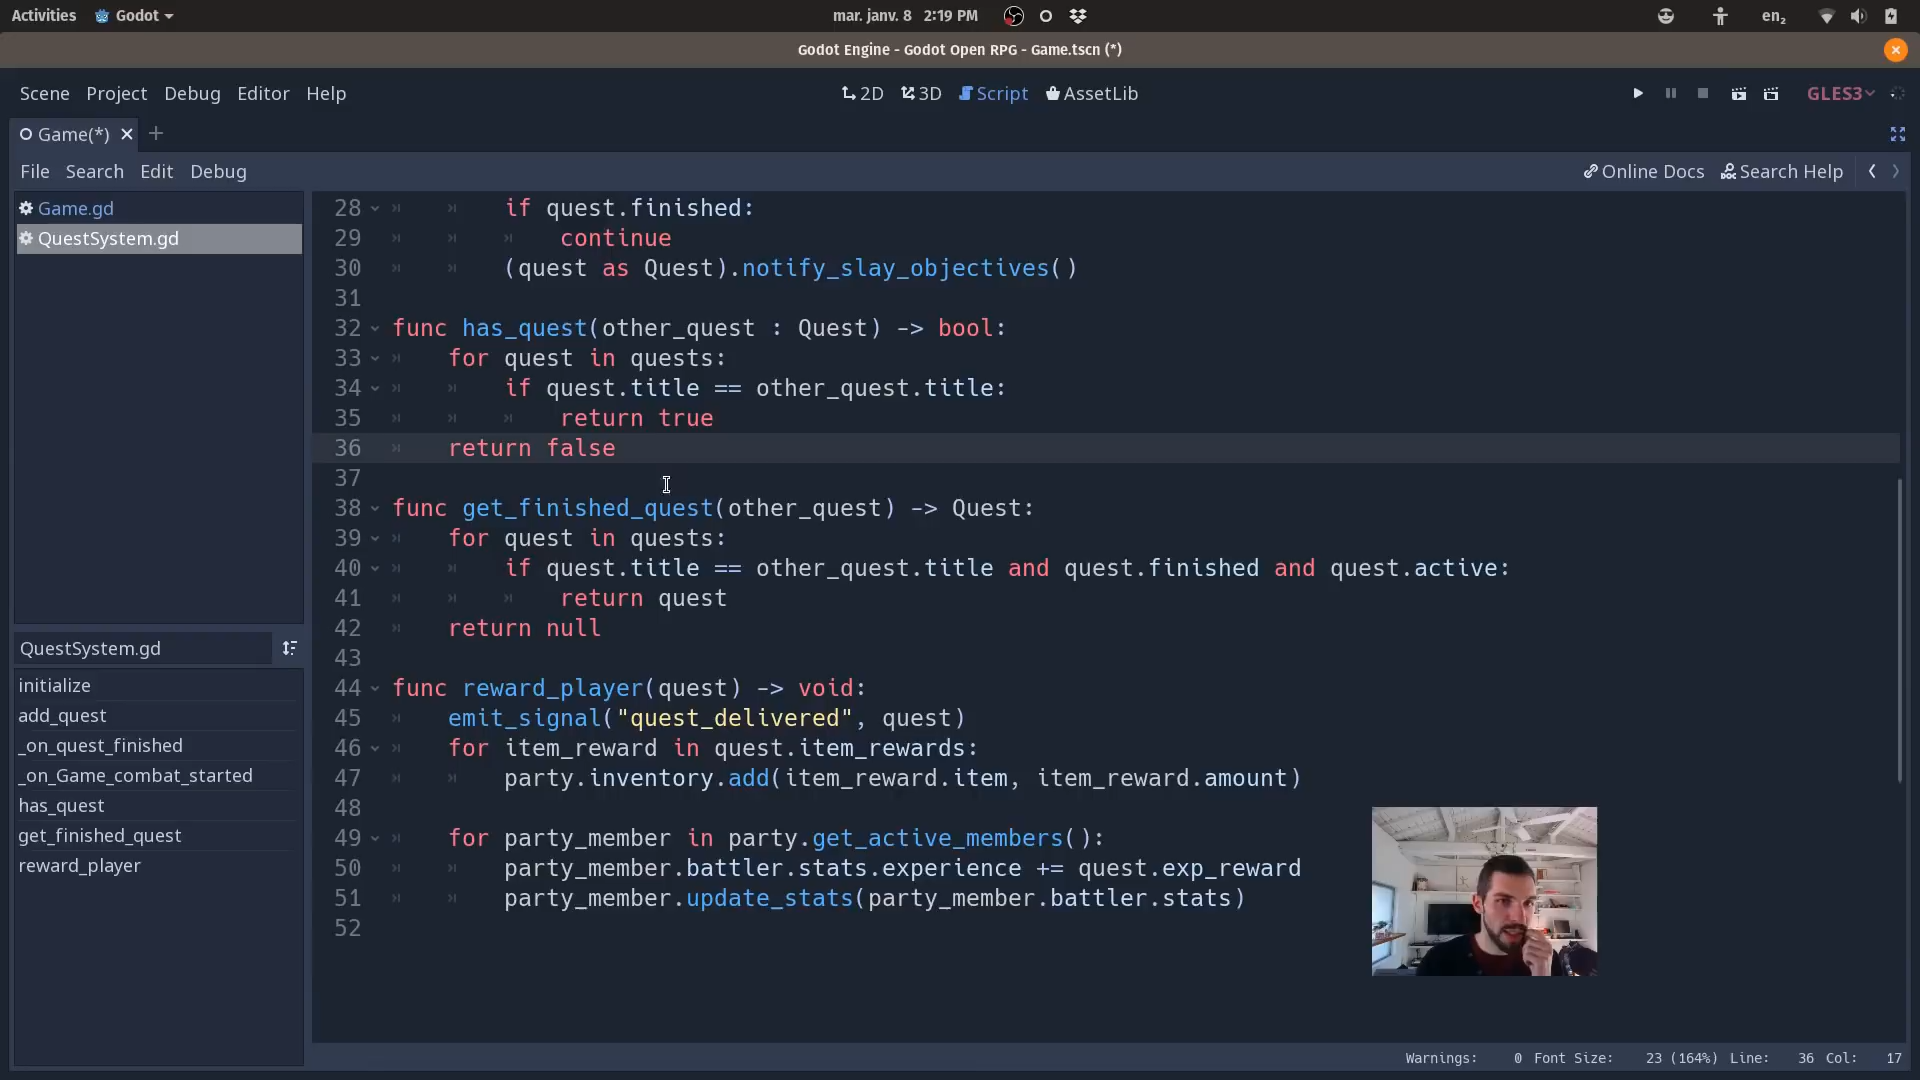 Activities Godot mar. janv. 8 2:19 PM en₂
Godot Engine - Godot Open RPG - Game.tscn (*)
Scene Project Debug Editor Help 2D 3D Script AssetLib GLES3
Game(*)
File Search Edit Debug Online Docs Search Help
Game.gd
QuestSystem.gd
QuestSystem.gd
initialize
add_quest
_on_quest_finished
_on_Game_combat_started
has_quest
get_finished_quest
reward_player
28 if quest.finished:
29 continue
30 (quest as Quest).notify_slay_objectives()
31
32 func has_quest(other_quest : Quest) -> bool:
33 for quest in quests:
34 if quest.title == other_quest.title:
35 return true
36 return false
37
38 func get_finished_quest(other_quest) -> Quest:
39 for quest in quests:
40 if quest.title == other_quest.title and quest.finished and quest.active:
41 return quest
42 return null
43
44 func reward_player(quest) -> void:
45 emit_signal("quest_delivered", quest)
46 for item_reward in quest.item_rewards:
47 party.inventory.add(item_reward.item, item_reward.amount)
48
49 for party_member in party.get_active_members():
50 party_member.battler.stats.experience += quest.exp_reward
51 party_member.update_stats(party_member.battler.stats)
52
Warnings: 0 Font Size: 23 (164%) Line: 36 Col: 17